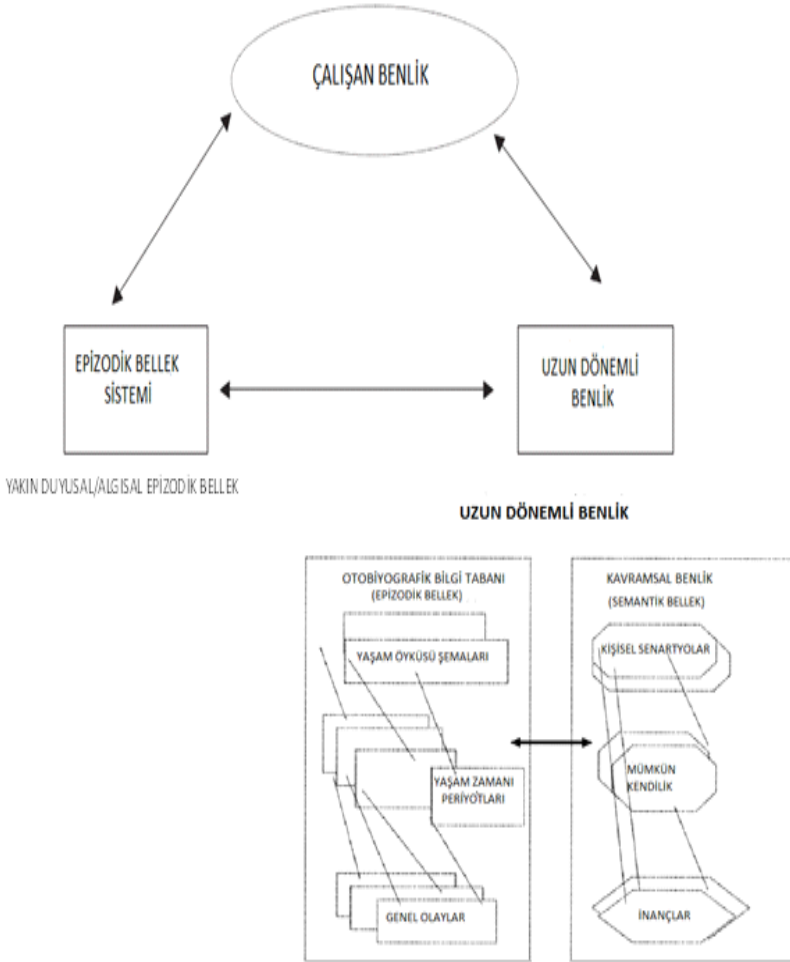 ÇALIŞAN BENLİK
EPİZODİK BELLEK
SİSTEMİ
UZUN DÖNEMLİ
BENLİK
YAKIN DUYUSAL/ALGISAL EPİZODİK BELLEK
UZUN DÖNEMLİ BENLİK
OTOBİYOGRAFİK BİLGİ TABANI
(EPİZODİK BELLEK)
YAŞAM ÖYKÜSÜ ŞEMALARI
YAŞAM ZAMANI
PERİYOTLARI
GENEL OLAYLAR
KAVRAMSAL BENLİK
(SEMANTİK BELLEK)
KİŞİSEL SENARTYOLAR
MÜMKÜN
KENDİLİK
İNANÇLAR